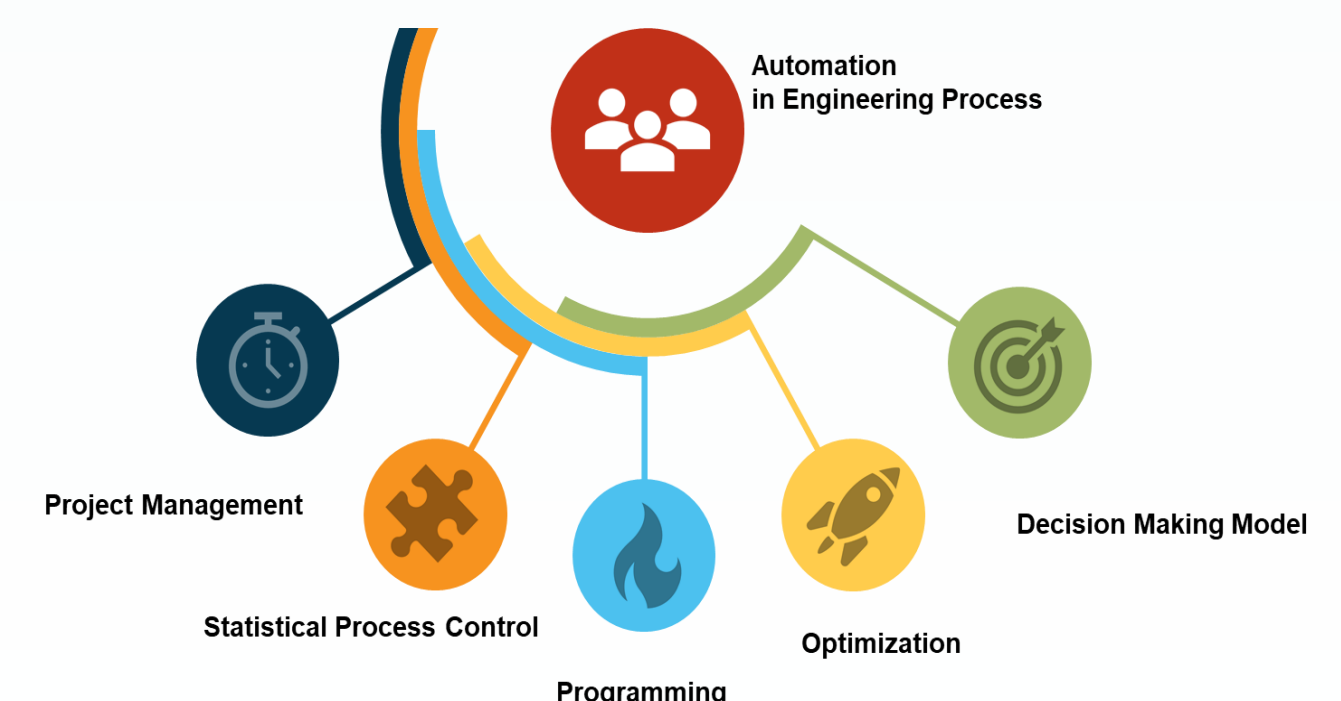 Automation
in Engineering Process
Project Management
Decision Making Model
Statistical Process Control
Optimization
Programming